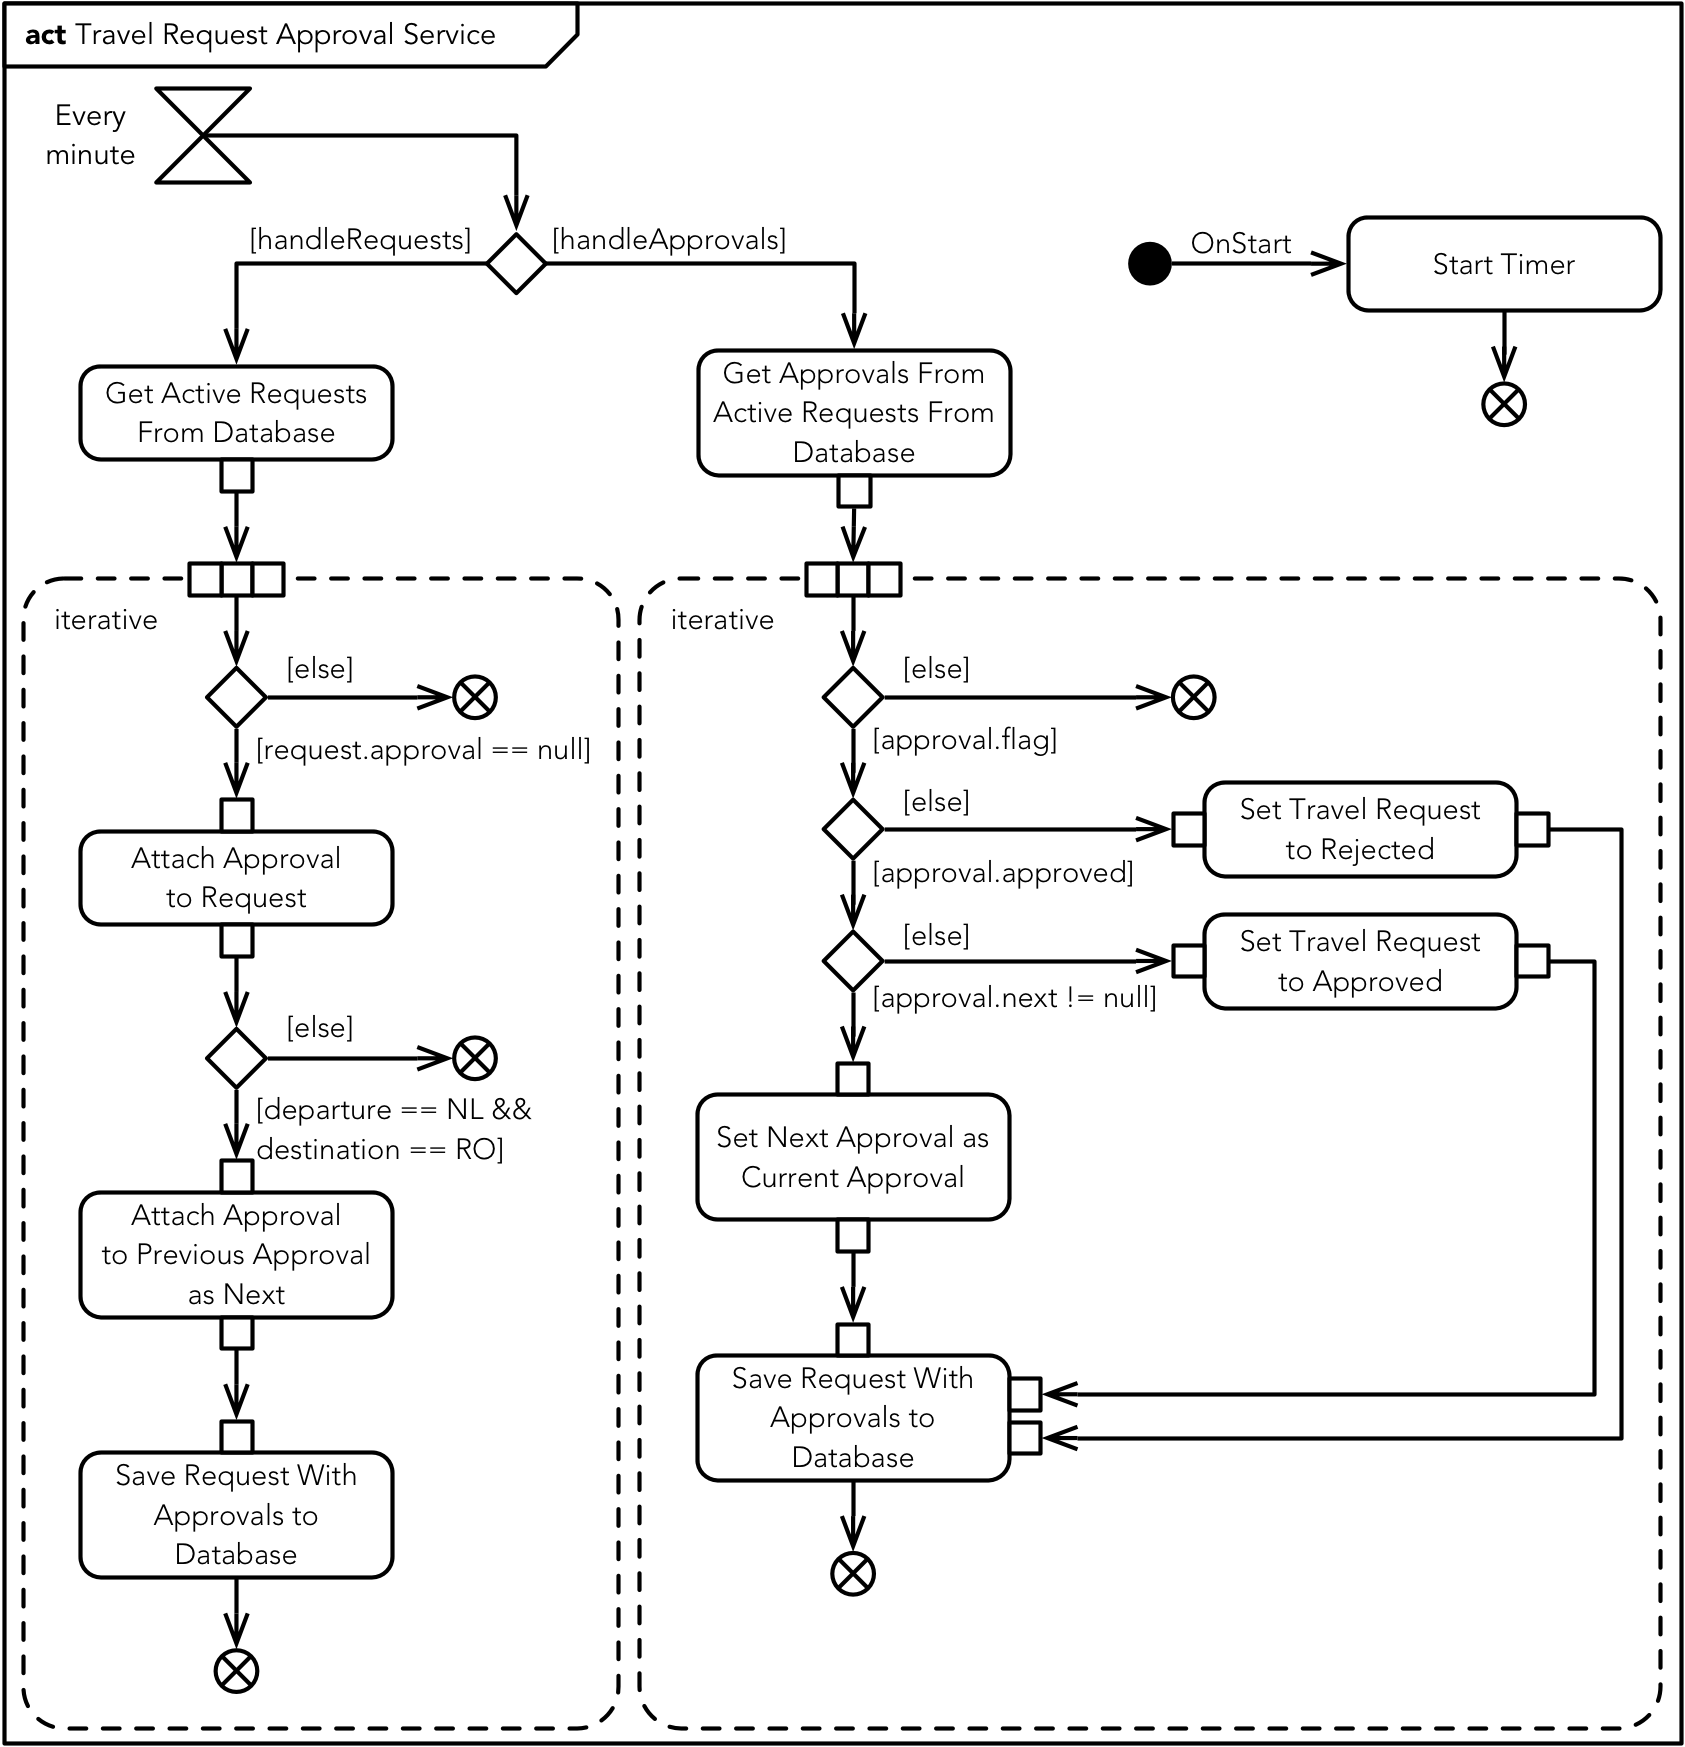 act Travel Request Approval Service
Every
minute
[handleRequests]
[handleApprovals]
OnStart
Start Timer
Get Active Requests
From Database
Get Approvals From
Active Requests From
Database
iterative
[else]
[request.approval == null]
Attach Approval
to Request
[else]
[departure == NL &&
destination == RO]
Attach Approval
to Previous Approval
as Next
Save Request With
Approvals to
Database
iterative
[else]
[approval.flag]
[else]
Set Travel Request
to Rejected
[approval.approved]
[else]
Set Travel Request
to Approved
[approval.next != null]
Set Next Approval as
Current Approval
Save Request With
Approvals to
Database